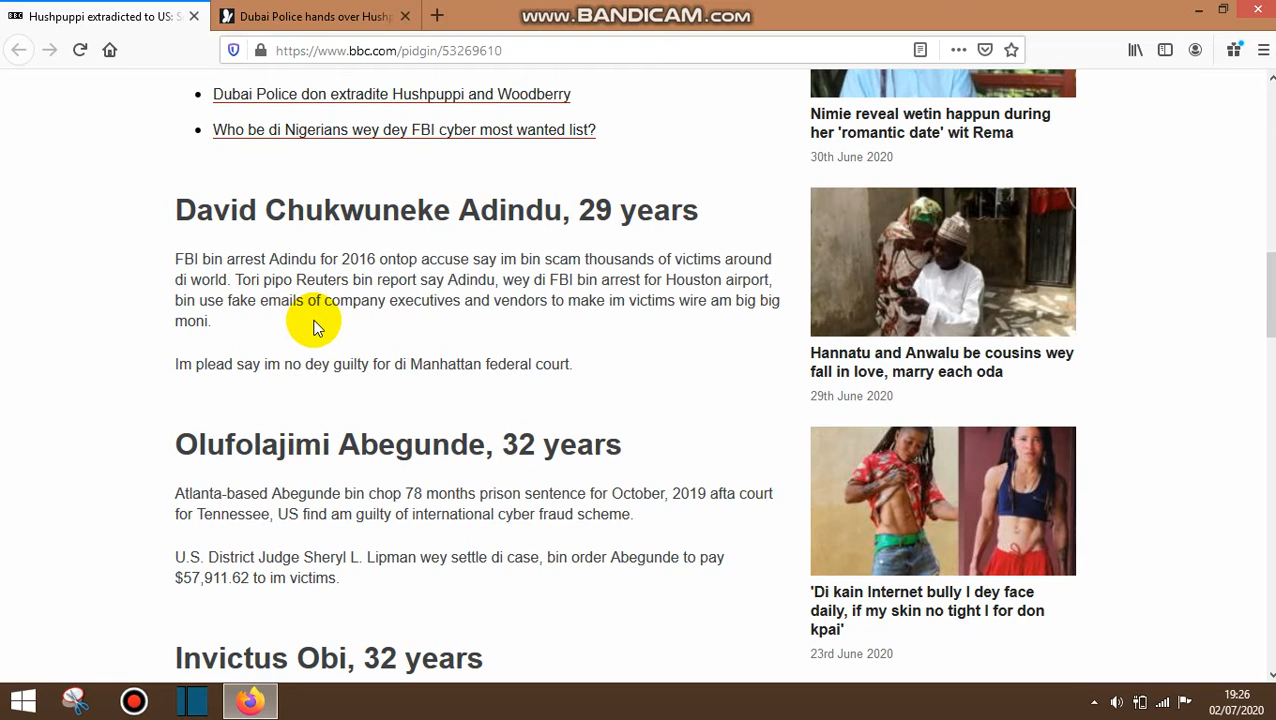 Hushpuppi extradicted to US: S
Dubai Police hands over Hushp
www.BANDICAM.com
https://www.bbc.com/pidgin/53269610
Dubai Police don extradite Hushpuppi and Woodberry
Who be di Nigerians wey dey FBI cyber most wanted list?
David Chukwuneke Adindu, 29 years
FBI bin arrest Adindu for 2016 ontop accuse say im bin scam thousands of victims around
di world. Tori pipo Reuters bin report say Adindu, wey di FBI bin arrest for Houston airport,
bin use fake emails of company executives and vendors to make im victims wire am big big
moni.
Im plead say im no dey guilty for di Manhattan federal court.
Olufolajimi Abegunde, 32 years
Atlanta-based Abegunde bin chop 78 months prison sentence for October, 2019 afta court
for Tennessee, US find am guilty of international cyber fraud scheme.
U.S. District Judge Sheryl L. Lipman wey settle di case, bin order Abegunde to pay
$57,911.62 to im victims.
Invictus Obi, 32 years
Nimie reveal wetin happun during
her 'romantic date' wit Rema
30th June 2020
Hannatu and Anwalu be cousins wey
fall in love, marry each oda
29th June 2020
'Di kain Internet bully I dey face
daily, if my skin no tight I for don
kpai'
23rd June 2020
19:26
02/07/2020